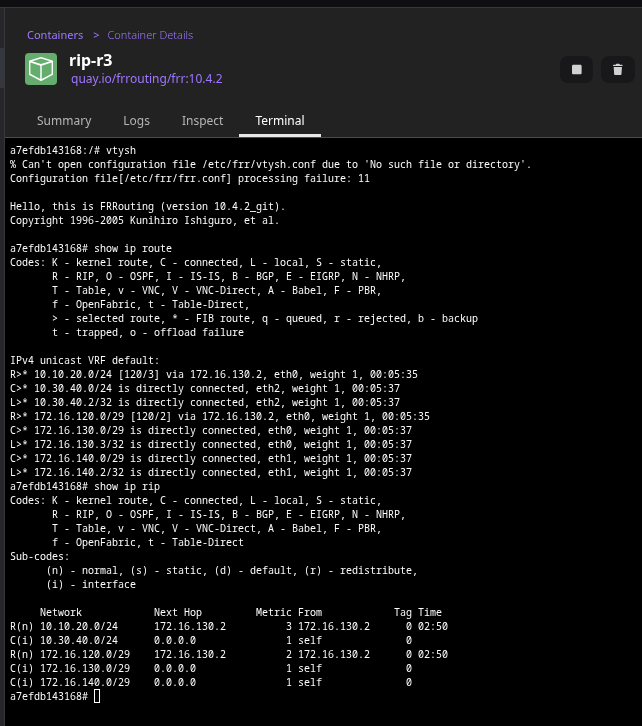 Containers > Container Details
rip-r3
quay.io/frrouting/frr:10.4.2
Summary Logs Inspect Terminal
a7efdb143168:/# vtysh
% Can't open configuration file /etc/frr/vtysh.conf due to 'No such file or directory'.
Configuration file[/etc/frr/frr.conf] processing failure: 11

Hello, this is FRRouting (version 10.4.2_git).
Copyright 1996-2005 Kunihiro Ishiguro, et al.

a7efdb143168# show ip route
Codes: K - kernel route, C - connected, L - local, S - static,
       R - RIP, O - OSPF, I - IS-IS, B - BGP, E - EIGRP, N - NHRP,
       T - Table, v - VNC, V - VNC-Direct, A - Babel, F - PBR,
       f - OpenFabric, t - Table-Direct,
       > - selected route, * - FIB route, q - queued, r - rejected, b - backup
       t - trapped, o - offload failure

IPv4 unicast VRF default:
R>* 10.10.20.0/24 [120/3] via 172.16.130.2, eth0, weight 1, 00:05:35
C>* 10.30.40.0/24 is directly connected, eth2, weight 1, 00:05:37
L>* 10.30.40.2/32 is directly connected, eth2, weight 1, 00:05:37
R>* 172.16.120.0/29 [120/2] via 172.16.130.2, eth0, weight 1, 00:05:35
C>* 172.16.130.0/29 is directly connected, eth0, weight 1, 00:05:37
L>* 172.16.130.3/32 is directly connected, eth0, weight 1, 00:05:37
C>* 172.16.140.0/29 is directly connected, eth1, weight 1, 00:05:37
L>* 172.16.140.2/32 is directly connected, eth1, weight 1, 00:05:37
a7efdb143168# show ip rip
Codes: K - kernel route, C - connected, L - local, S - static,
       R - RIP, O - OSPF, I - IS-IS, B - BGP, E - EIGRP, N - NHRP,
       T - Table, v - VNC, V - VNC-Direct, A - Babel, F - PBR,
       f - OpenFabric, t - Table-Direct
Sub-codes:
      (n) - normal, (s) - static, (d) - default, (r) - redistribute,
      (i) - interface

     Network            Next Hop         Metric From            Tag Time
R(n) 10.10.20.0/24      172.16.130.2          3 172.16.130.2      0 02:50
C(i) 10.30.40.0/24      0.0.0.0               1 self              0
R(n) 172.16.120.0/29    172.16.130.2          2 172.16.130.2      0 02:50
C(i) 172.16.130.0/29    0.0.0.0               1 self              0
C(i) 172.16.140.0/29    0.0.0.0               1 self              0
a7efdb143168#